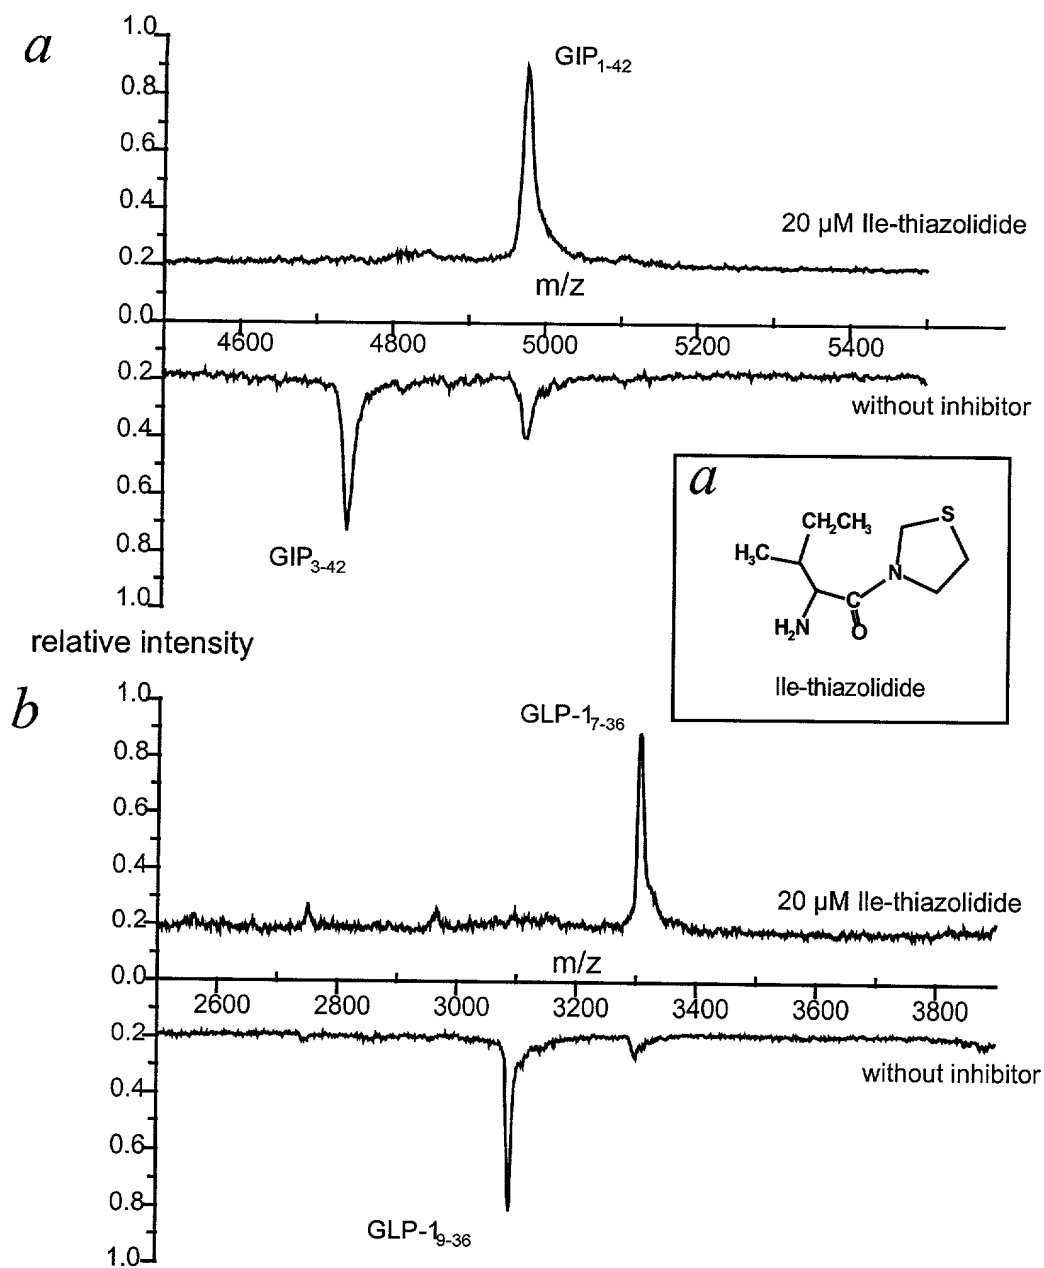 a
1.0
GIP1-42
0.8
0.6
0.4
20 µM Ile-thiazolidide
0.2
m/z
0.0
4600 4800 5000 5200 5400
0.2
without inhibitor
0.4
0.6
0.8
GIP3-42
1.0
a
CH2CH3
S
H3C
N
C
H2N
O
Ile-thiazolidide
relative intensity
b
1.0
GLP-17-36
0.8
0.6
0.4
20 µM Ile-thiazolidide
0.2
m/z
0.0
2600 2800 3000 3200 3400 3600 3800
0.2
without inhibitor
0.4
0.6
0.8
GLP-19-36
1.0